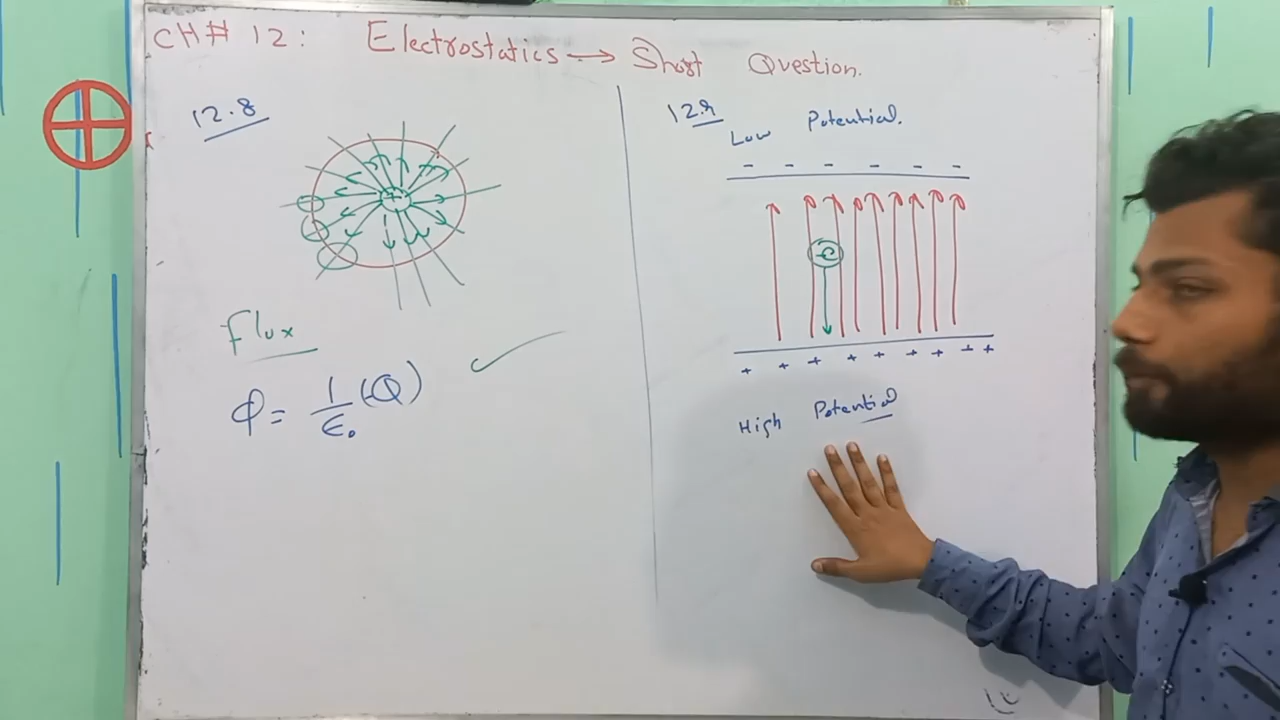 CH# 12: Electrostatics → Short Question.
12.8
+
Flux
φ = 1/ε₀ (Q)
12.9
Low Potential.
- - - - - -
e
+ + + + + + + + +
High Potential